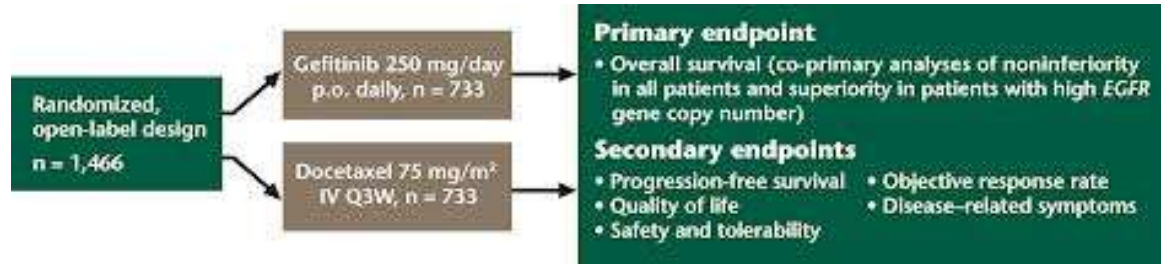 Randomized,
open-label design
n = 1,466
Gefitinib 250 mg/day
p.o. daily, n = 733
Docetaxel 75 mg/m²
IV Q3W, n = 733
Primary endpoint
• Overall survival (co-primary analyses of noninferiority
in all patients and superiority in patients with high EGFR
gene copy number)
Secondary endpoints
• Progression-free survival
• Quality of life
• Safety and tolerability
• Objective response rate
• Disease–related symptoms